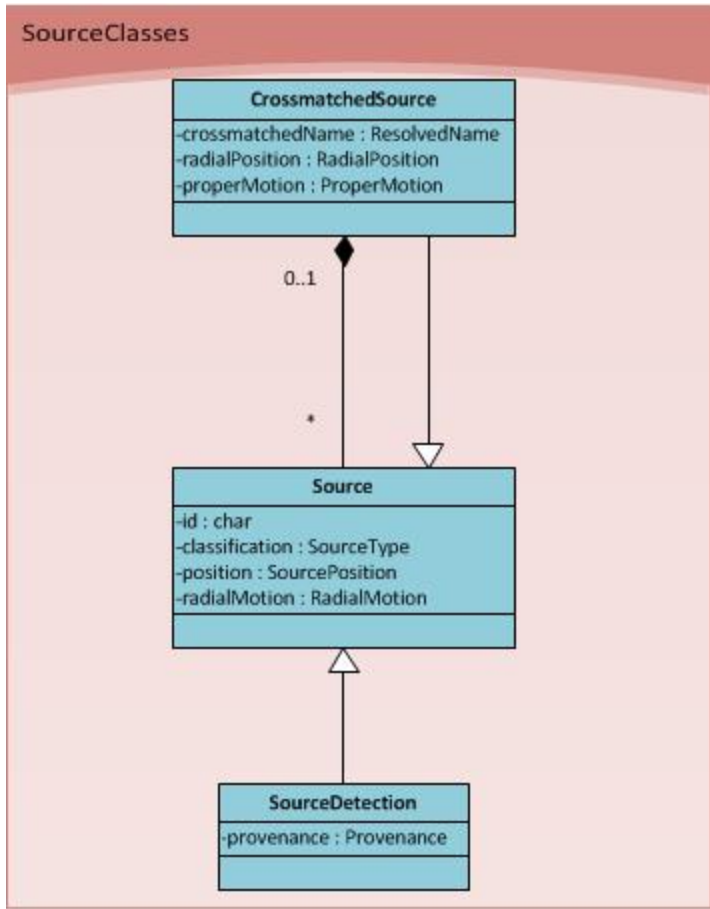 SourceClasses
CrossmatchedSource
-crossmatchedName : ResolvedName
-radialPosition : RadialPosition
-properMotion : ProperMotion
0..1
*
Source
-id : char
-classification : SourceType
-position : SourcePosition
-radialMotion : RadialMotion
SourceDetection
-provenance : Provenance